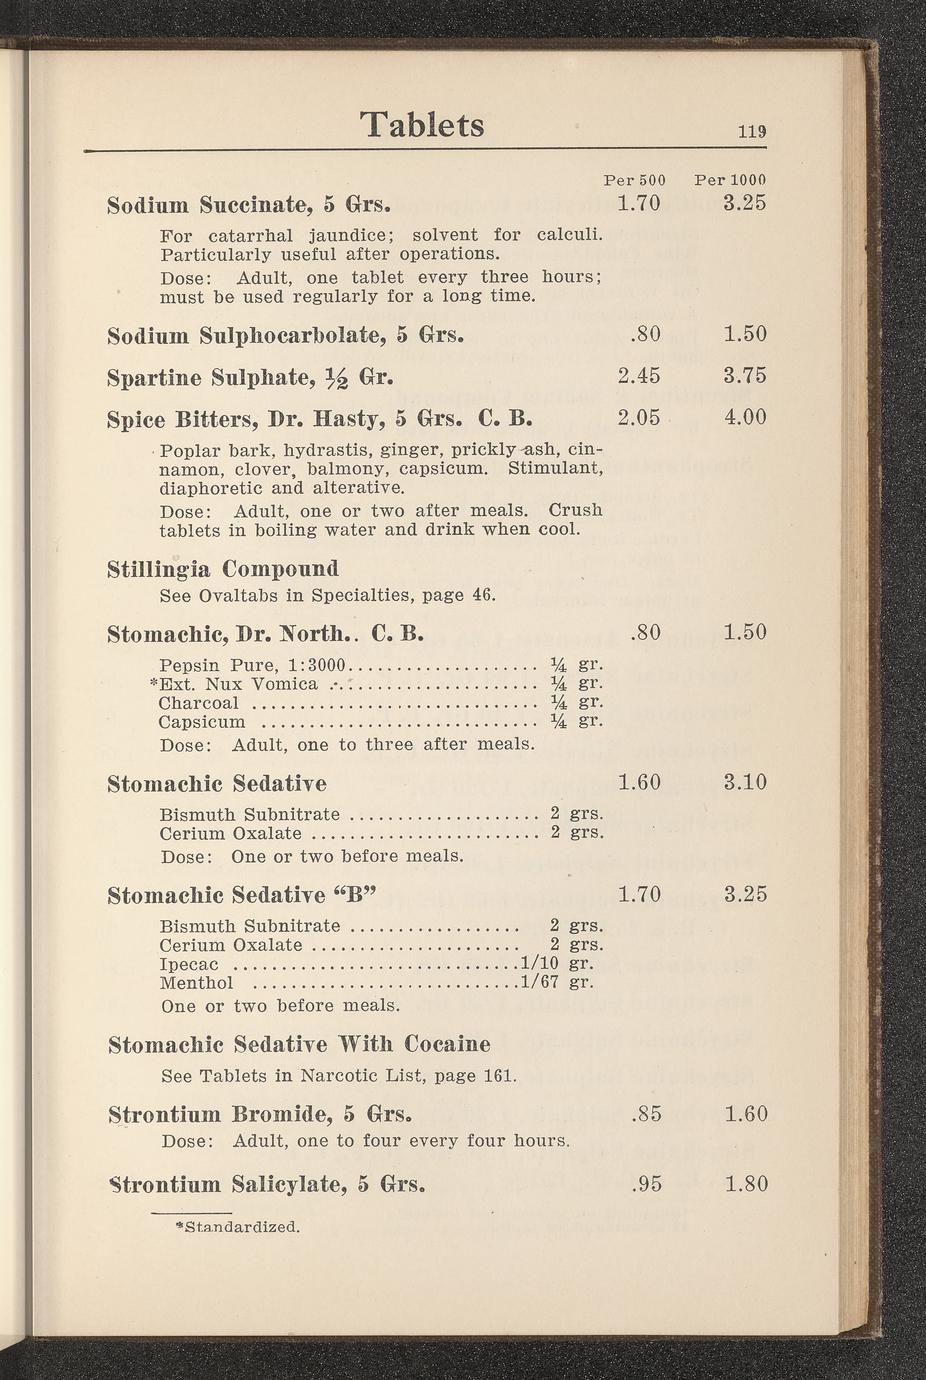 Tablets 119
Per 500 Per 1000
Sodium Succinate, 5 Grs. 1.70 3.25
For catarrhal jaundice; solvent for calculi.
Particularly useful after operations.
Dose: Adult, one tablet every three hours;
must be used regularly for a long time.
Sodium Sulphocarbolate, 5 Grs. .80 1.50
Spartine Sulphate, ½ Gr. 2.45 3.75
Spice Bitters, Dr. Hasty, 5 Grs. C. B. 2.05 4.00
Poplar bark, hydrastis, ginger, prickly ash, cin-
namon, clover, balmony, capsicum. Stimulant,
diaphoretic and alterative.
Dose: Adult, one or two after meals. Crush
tablets in boiling water and drink when cool.
Stillingia Compound
See Ovaltabs in Specialties, page 46.
Stomachic, Dr. North.. C. B. .80 1.50
Pepsin Pure, 1:3000.................... ¼ gr.
*Ext. Nux Vomica ...................... ¼ gr.
Charcoal .............................. ¼ gr.
Capsicum ............................. ¼ gr.
Dose: Adult, one to three after meals.
Stomachic Sedative 1.60 3.10
Bismuth Subnitrate .................... 2 grs.
Cerium Oxalate ........................ 2 grs.
Dose: One or two before meals.
Stomachic Sedative “B” 1.70 3.25
Bismuth Subnitrate .................. 2 grs.
Cerium Oxalate ...................... 2 grs.
Ipecac ..............................1/10 gr.
Menthol ............................1/67 gr.
One or two before meals.
Stomachic Sedative With Cocaine
See Tablets in Narcotic List, page 161.
Strontium Bromide, 5 Grs. .85 1.60
Dose: Adult, one to four every four hours.
Strontium Salicylate, 5 Grs. .95 1.80
*Standardized.